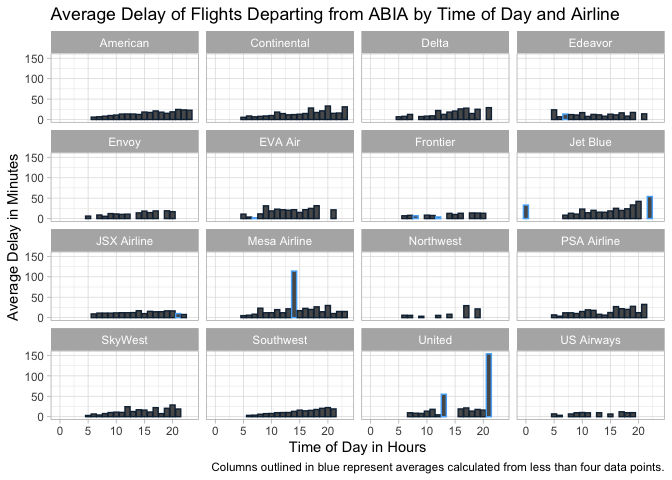 Average Delay of Flights Departing from ABIA by Time of Day and Airline
American Continental Delta Edeavor
150
100
50
0
Envoy EVA Air Frontier Jet Blue
150
100
50
0
JSX Airline Mesa Airline Northwest PSA Airline
150
100
50
0
SkyWest Southwest United US Airways
150
100
50
0
0 5 10 15 20 0 5 10 15 20 0 5 10 15 20 0 5 10 15 20
Average Delay in Minutes
Time of Day in Hours
Columns outlined in blue represent averages calculated from less than four data points.